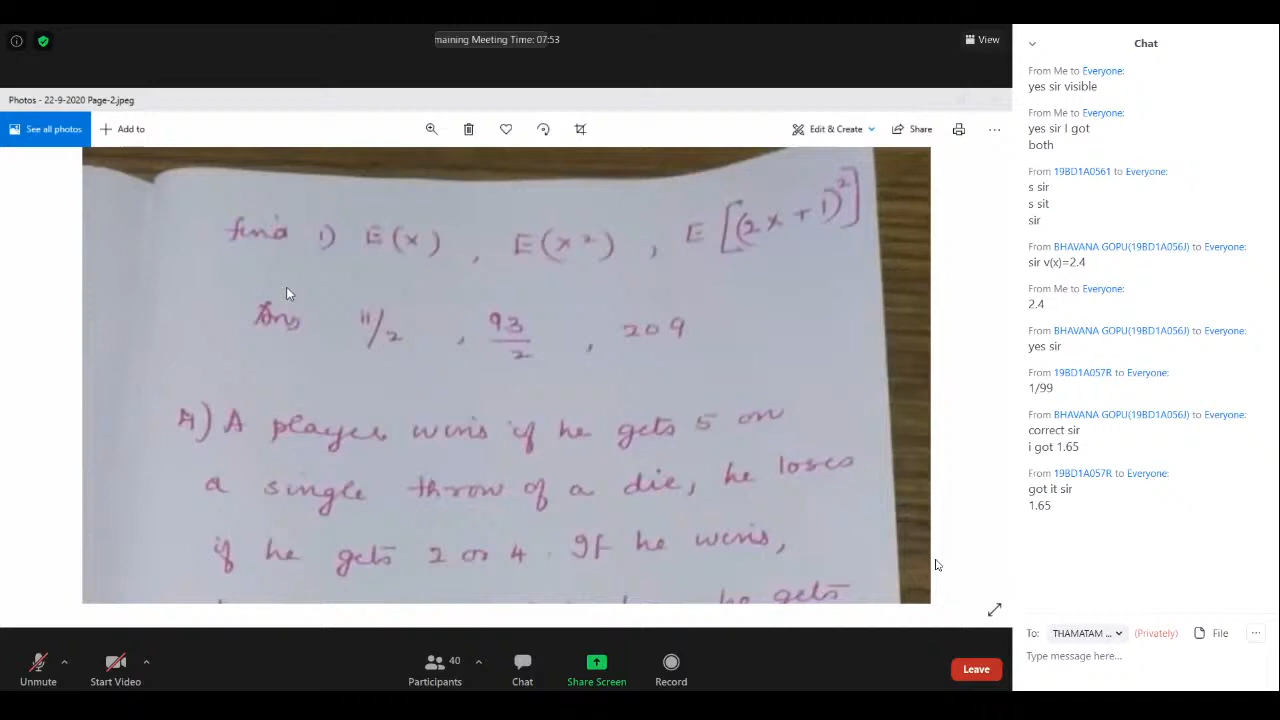 maining Meeting Time: 07:53
View
Photos - 22-9-2020 Page-2.jpeg
See all photos
Add to
Edit & Create
Share
find 1) E(x) , E(x²) , E[(2x+1)²]
Ans 11/2 , 93/2 , 209
4) A player wins if he gets 5 on
a single throw of a die, he loses
if he gets 2 or 4. If he wins,
he gets
Chat
From Me to Everyone:
yes sir visible
From Me to Everyone:
yes sir I got
both
From 19BD1A0561 to Everyone:
s sir
s sit
sir
From BHAVANA GOPU(19BD1A056J) to Everyone:
sir v(x)=2.4
From Me to Everyone:
2.4
From BHAVANA GOPU(19BD1A056J) to Everyone:
yes sir
From 19BD1A057R to Everyone:
1/99
From BHAVANA GOPU(19BD1A056J) to Everyone:
correct sir
i got 1.65
From 19BD1A057R to Everyone:
got it sir
1.65
To: THAMATAM ... (Privately) File
Type message here...
Unmute
Start Video
40
Participants
Chat
Share Screen
Record
Leave